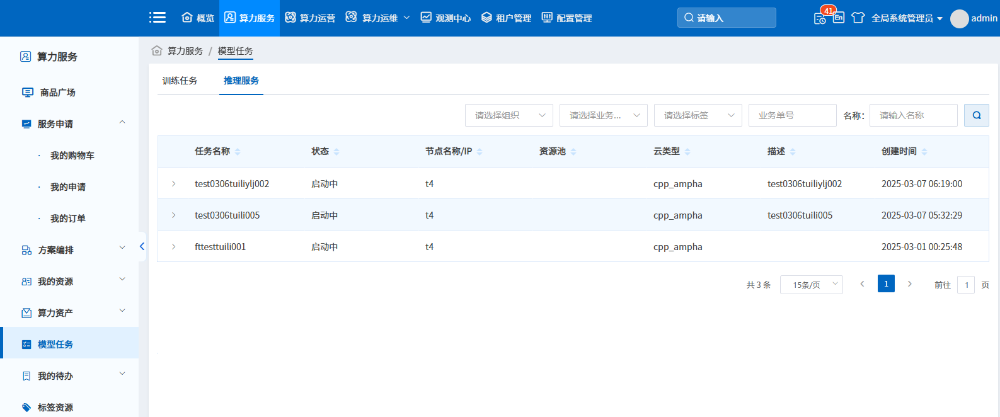 概览 算力服务 算力运营 算力运维 观测中心 租户管理 配置管理 请输入 41 En 全局系统管理员 admin
算力服务
商品广场
服务申请
我的购物车
我的申请
我的订单
方案编排
我的资源
算力资产
模型任务
我的待办
标签资源
算力服务 / 模型任务
训练任务 推理服务
请选择组织 请选择业务... 请选择标签 业务单号 名称: 请输入名称
任务名称 状态 节点名称/IP 资源池 云类型 描述 创建时间
test0306tuiliylj002 启动中 t4 cpp_ampha test0306tuiliylj002 2025-03-07 06:19:00
test0306tuili005 启动中 t4 cpp_ampha test0306tuili005 2025-03-07 05:32:29
fttesttuili001 启动中 t4 cpp_ampha 2025-03-01 00:25:48
共 3 条 15条/页 1 前往 1 页